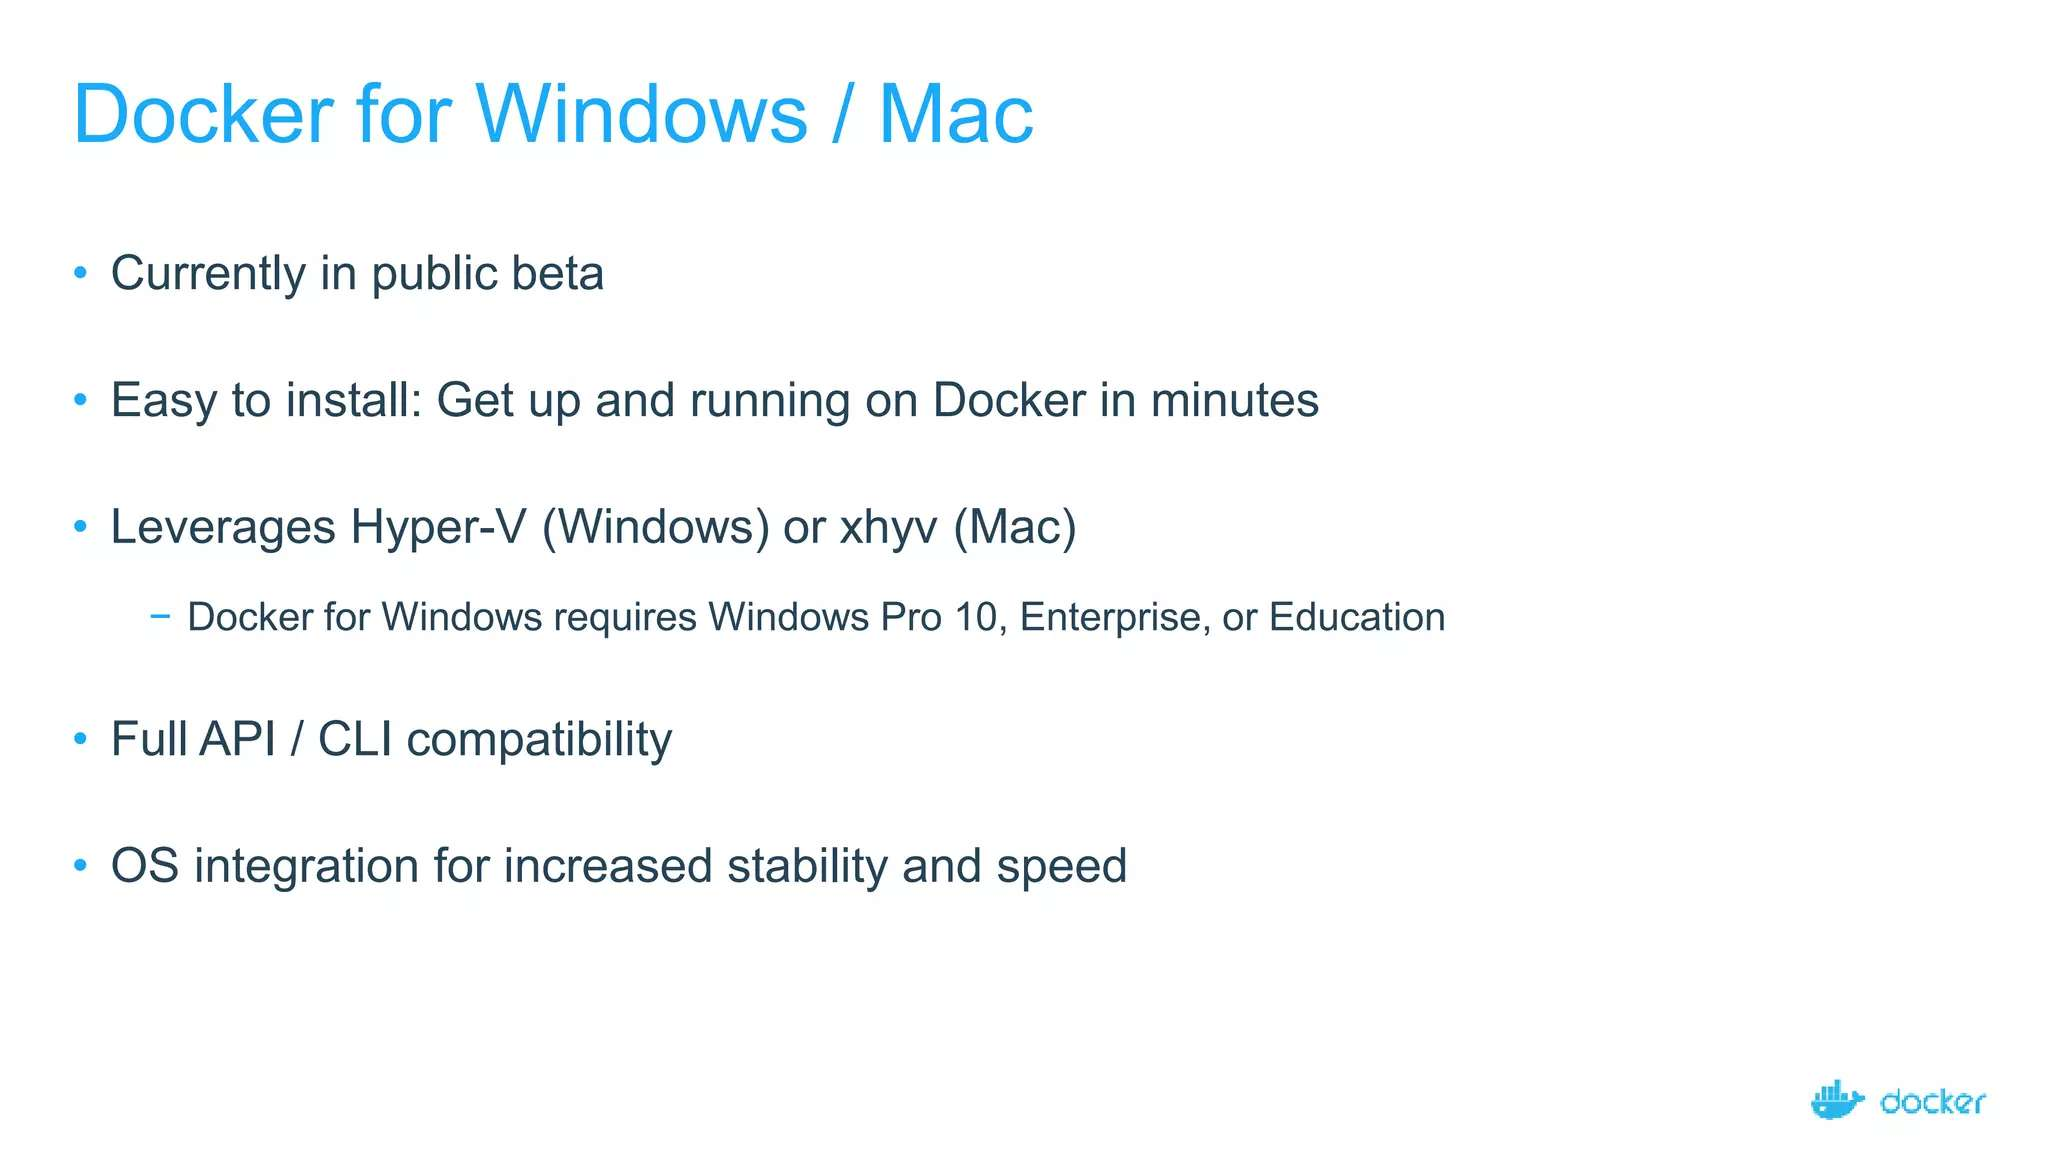 Docker for Windows / Mac
• Currently in public beta
• Easy to install: Get up and running on Docker in minutes
• Leverages Hyper-V (Windows) or xhyv (Mac)
− Docker for Windows requires Windows Pro 10, Enterprise, or Education
• Full API / CLI compatibility
• OS integration for increased stability and speed
docker